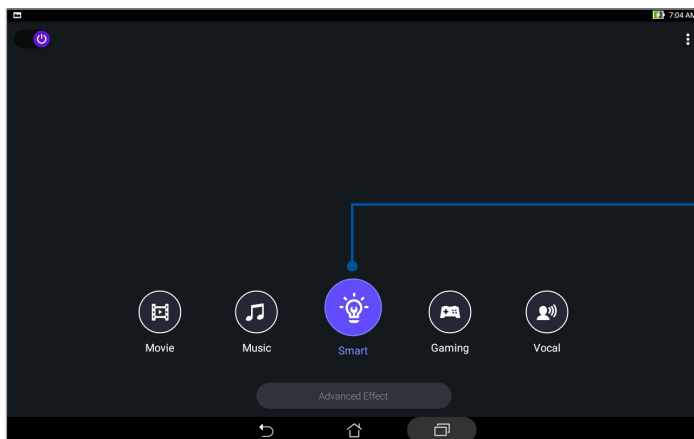 7:04 AM
Movie
Music
Smart
Gaming
Vocal
Advanced Effect